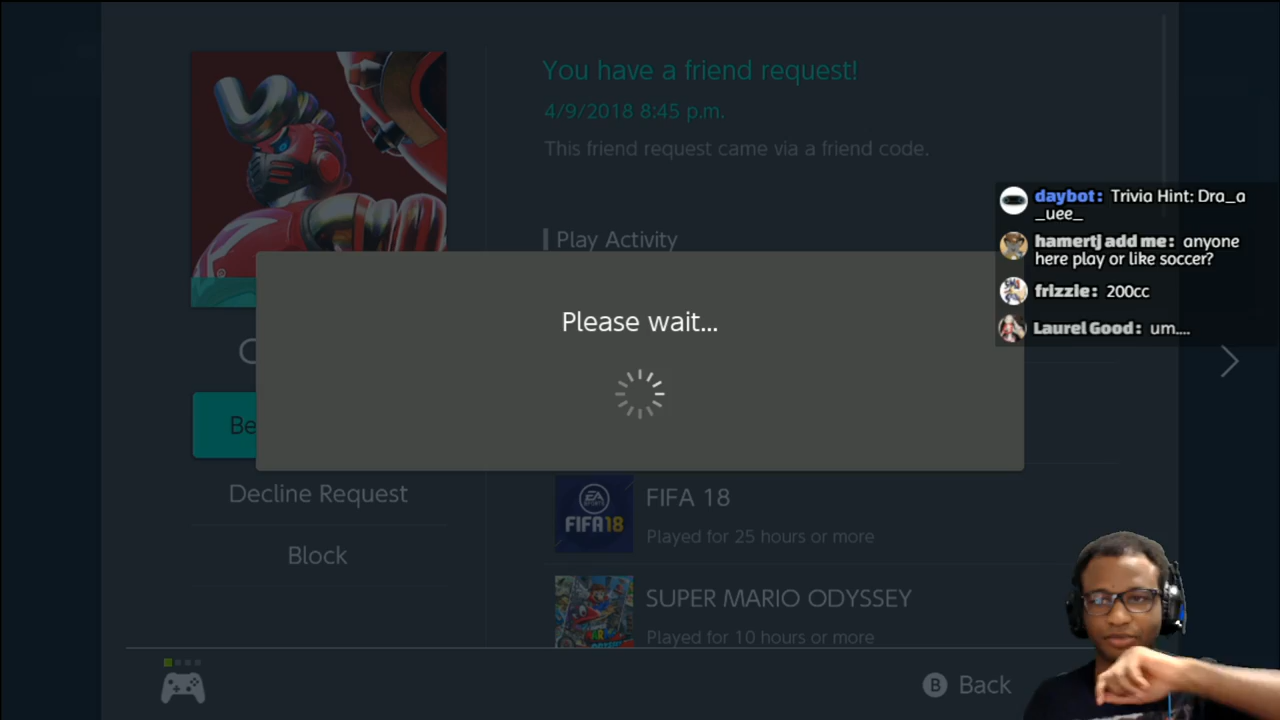 You have a friend request!
4/9/2018 8:45 p.m.
This friend request came via a friend code.
daybot: Trivia Hint: Dra_a
_uee_
hamertj add me: anyone
here play or like soccer?
frizzle: 200cc
Laurel Good: um....
Play Activity
Please wait...
Be
Decline Request
Block
EA
SPORTS
FIFA18
FIFA 18
Played for 25 hours or more
SUPER MARIO ODYSSEY
Played for 10 hours or more
B Back